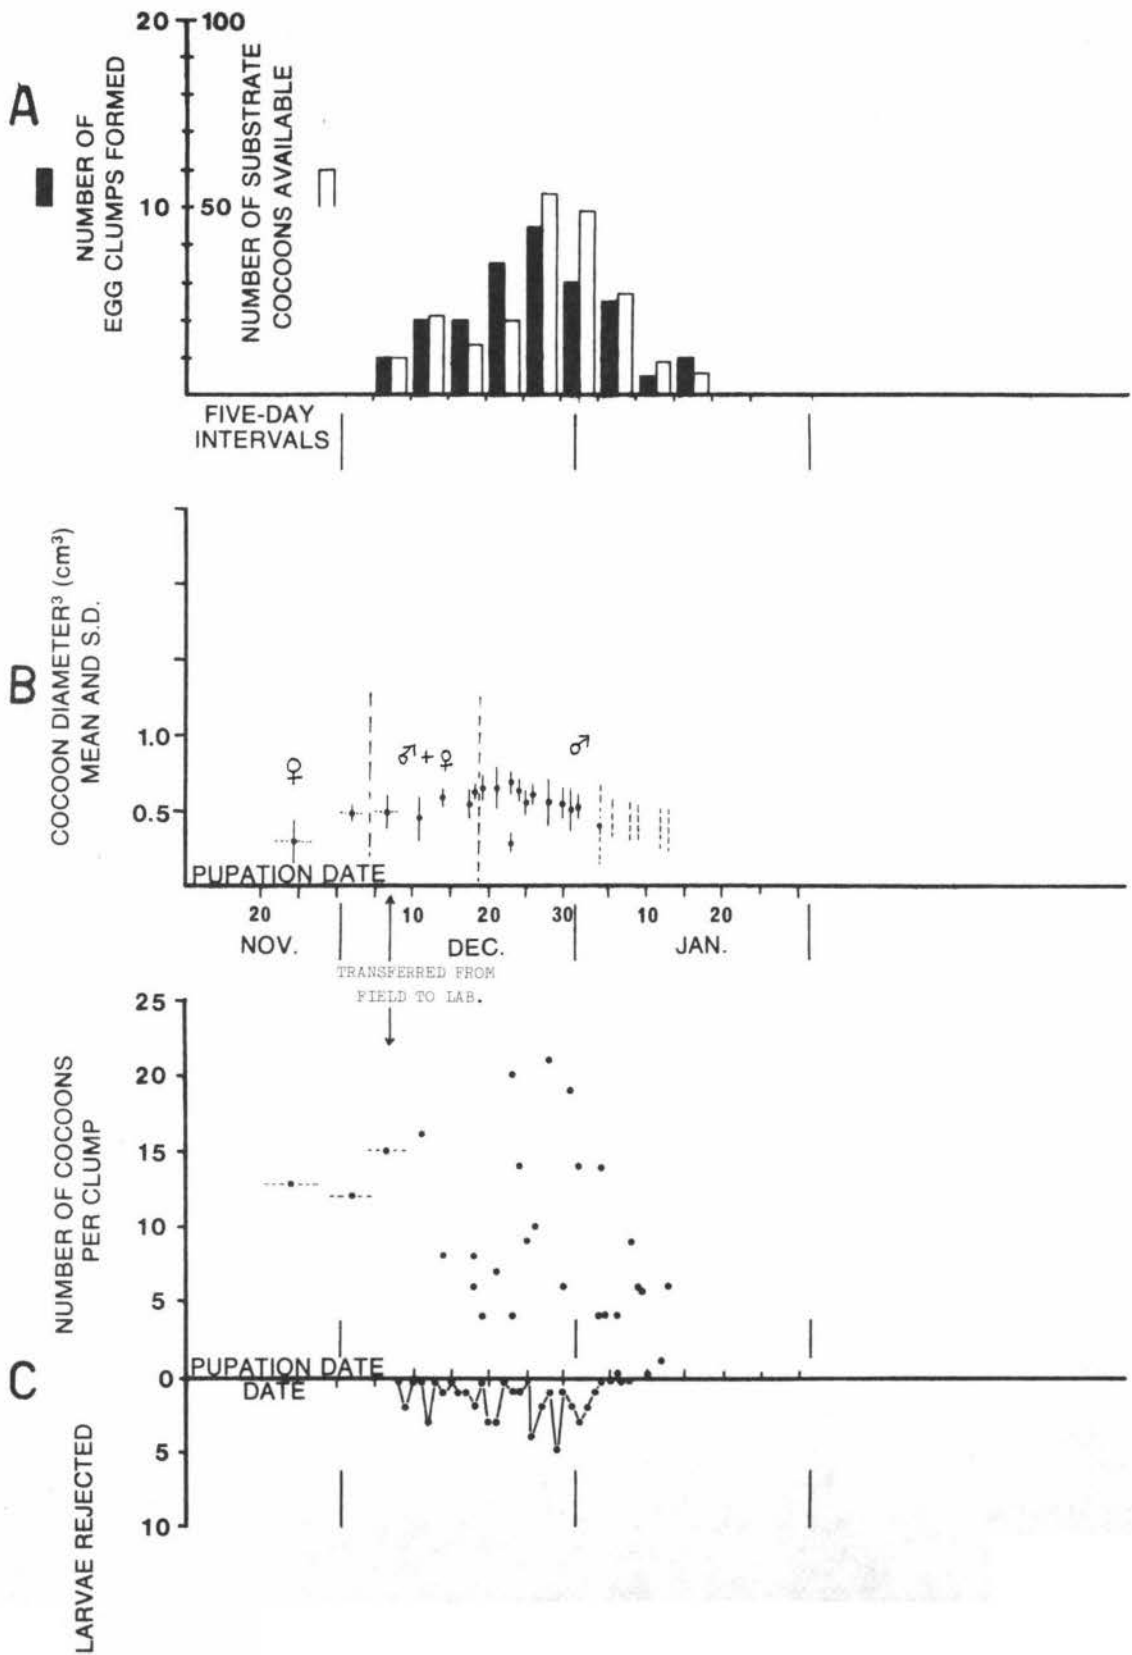 A
20 100
NUMBER OF
EGG CLUMPS FORMED
NUMBER OF SUBSTRATE
COCOONS AVAILABLE
10 50
FIVE-DAY
INTERVALS
B
COCOON DIAMETER³ (cm³)
MEAN AND S.D.
1.0
0.5
♀
♂+♀
♂
PUPATION DATE
20 10 20 30 10 20
NOV. DEC. JAN.
TRANSFERRED FROM
FIELD TO LAB.
C
NUMBER OF COCOONS
PER CLUMP
25
20
15
10
5
0
PUPATION DATE
DATE
5
10
LARVAE REJECTED